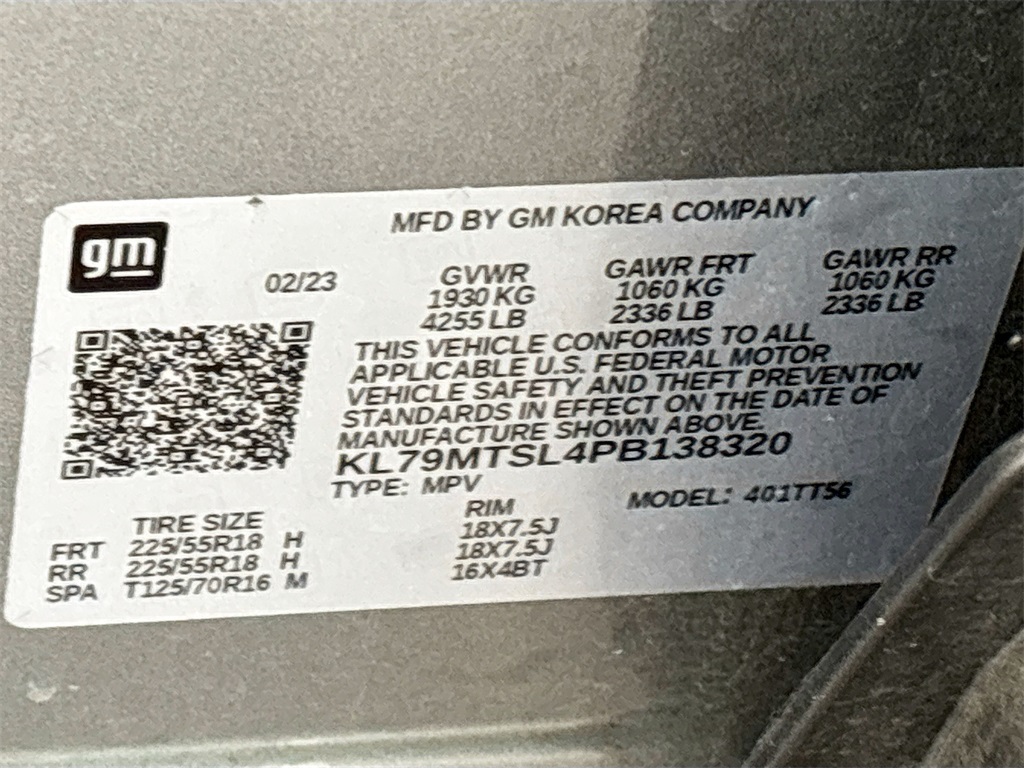 gm
MFD BY GM KOREA COMPANY
02/23
GVWR
1930 KG
4255 LB
GAWR FRT
1060 KG
2336 LB
GAWR RR
1060 KG
2336 LB
THIS VEHICLE CONFORMS TO ALL
APPLICABLE U.S. FEDERAL MOTOR
VEHICLE SAFETY AND THEFT PREVENTION
STANDARDS IN EFFECT ON THE DATE OF
MANUFACTURE SHOWN ABOVE.
KL79MTSL4PB138320
TYPE: MPV
MODEL: 401TT56
TIRE SIZE RIM
FRT 225/55R18 H 18X7.5J
RR 225/55R18 H 18X7.5J
SPA T125/70R16 M 16X4BT